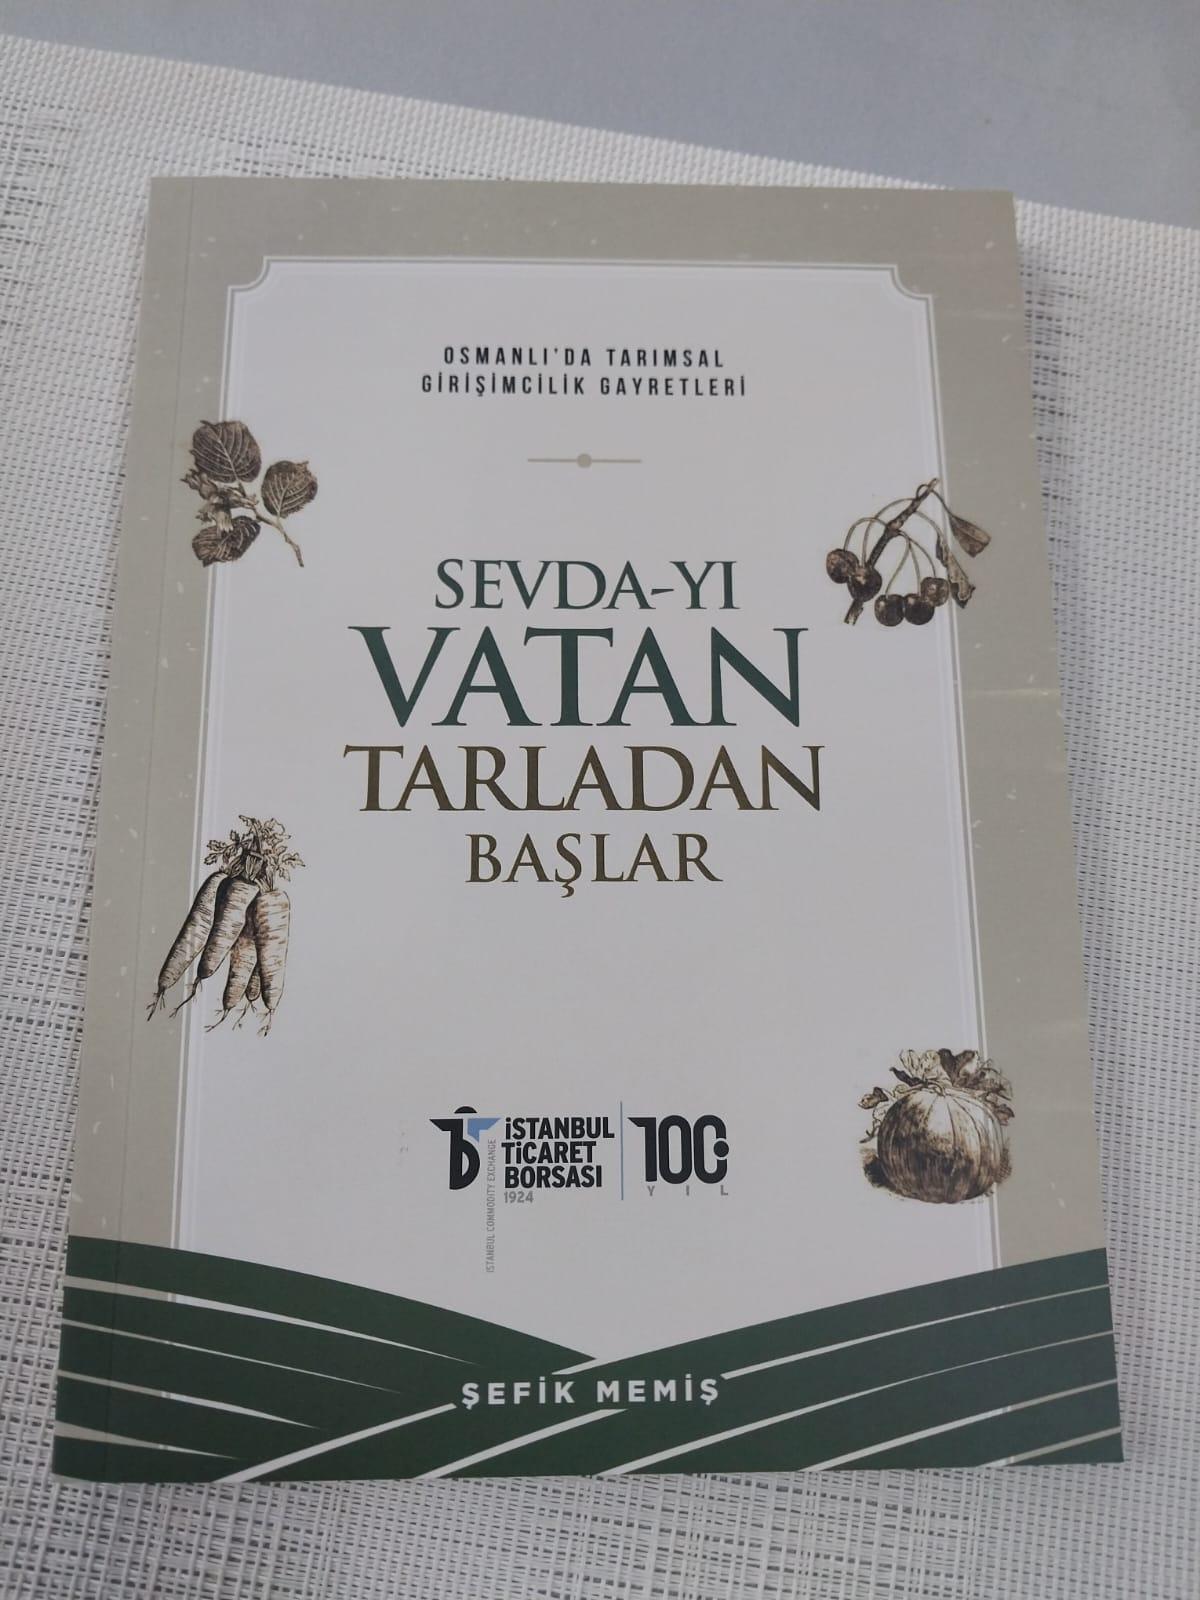 OSMANLI'DA TARIMSAL
GİRİŞİMCİLİK GAYRETLERİ
SEVDA-YI
VATAN
TARLADAN
BAŞLAR
İSTANBUL
TİCARET
BORSASI
1924
ISTANBUL COMMODITY EXCHANGE
100
YIL
ŞEFİK MEMİŞ